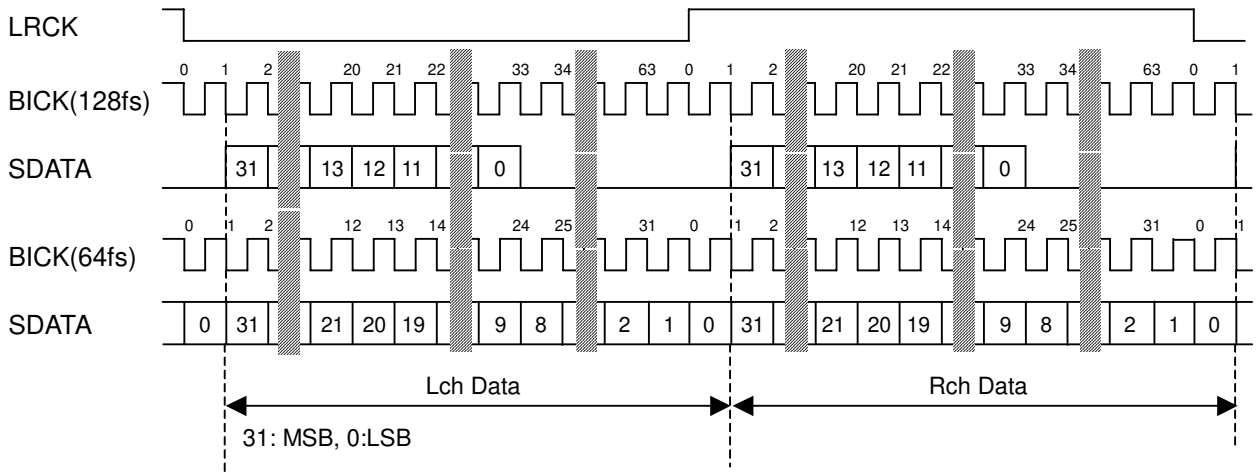 LRCK
0 1 2 20 21 22 33 34 63 0 1 2 20 21 22 33 34 63 0 1
BICK(128fs)
SDATA 31 13 12 11 0 31 13 12 11 0
0 1 2 12 13 14 24 25 31 0 1 2 12 13 14 24 25 31 0 1
BICK(64fs)
SDATA 0 31 21 20 19 9 8 2 1 0 31 21 20 19 9 8 2 1 0
Lch Data Rch Data
31: MSB, 0:LSB